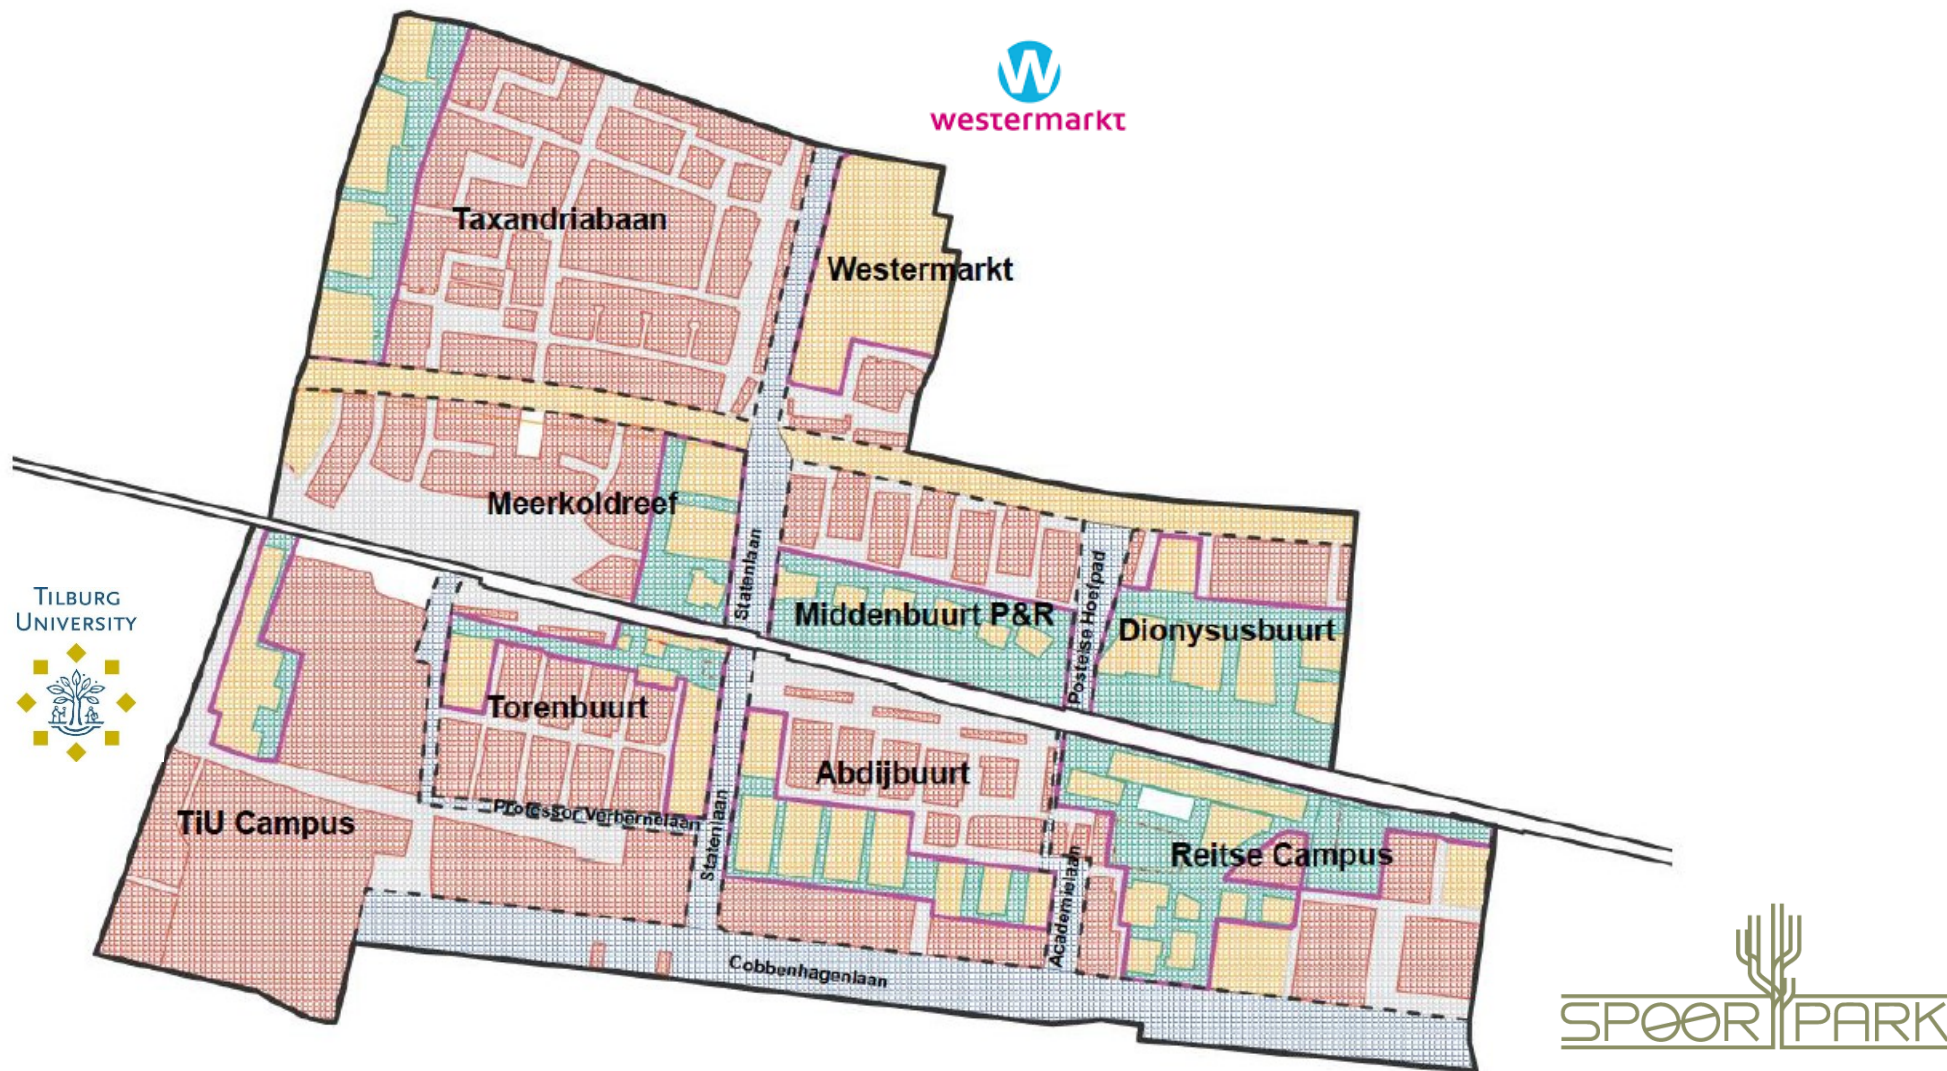 W
westermarkt
Taxandriabaan
Westermarkt
Meerkoldreef
Statenlaan
Middenbuurt P&R
Postelse Hoefpad
Dionysusbuurt
TILBURG
UNIVERSITY
Torenbuurt
Abdijbuurt
Professor Verbernelaan
Statenlaan
TiU Campus
Reitse Campus
Academielaan
Cobbenhagenlaan
SPOORPARK